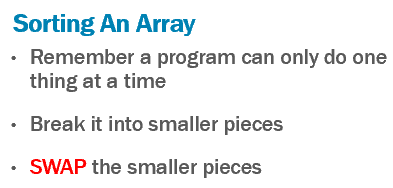 Sorting An Array
• Remember a program can only do one
thing at a time
• Break it into smaller pieces
• SWAP the smaller pieces